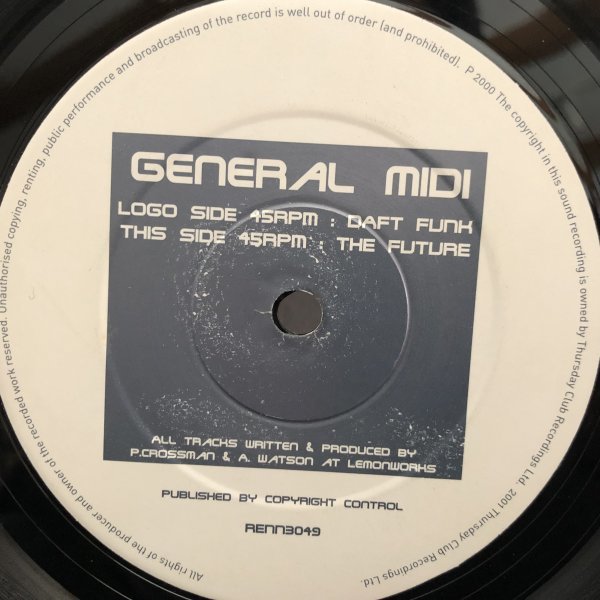 GENERAL MIDI
LOGO SIDE 45RPM : DAFT FUNK
THIS SIDE 45RPM : THE FUTURE
ALL TRACKS WRITTEN & PRODUCED BY
P.CROSSMAN & A. WATSON AT LEMONWORKS
PUBLISHED BY COPYRIGHT CONTROL
RENN3049
All rights of the producer and owner of the recorded work reserved. Unauthorised copying, renting, public performance and broadcasting of the record is well out of order (and prohibited). P 2000 The copyright in this sound recording is owned by Thursday Club Recordings Ltd. 2001 Thursday Club Recordings Ltd.